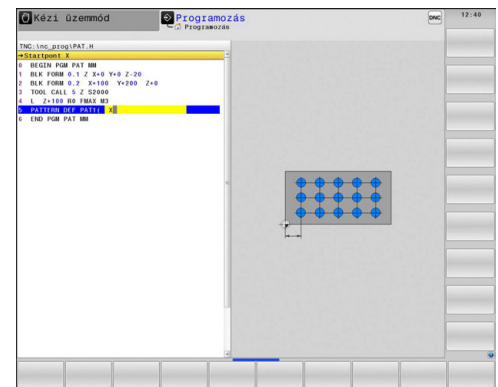 Kézi üzemmód
Programozás
Programozás
DNC
12:40
TNC:\nc_prog\PAT.H
→Startpont X
0 BEGIN PGM PAT MM
1 BLK FORM 0.1 Z X+0 Y+0 Z-20
2 BLK FORM 0.2 X+100 Y+200 Z+0
3 TOOL CALL 5 Z S2000
4 L Z+100 R0 FMAX M3
5 PATTERN DEF PAT1( X
6 END PGM PAT MM